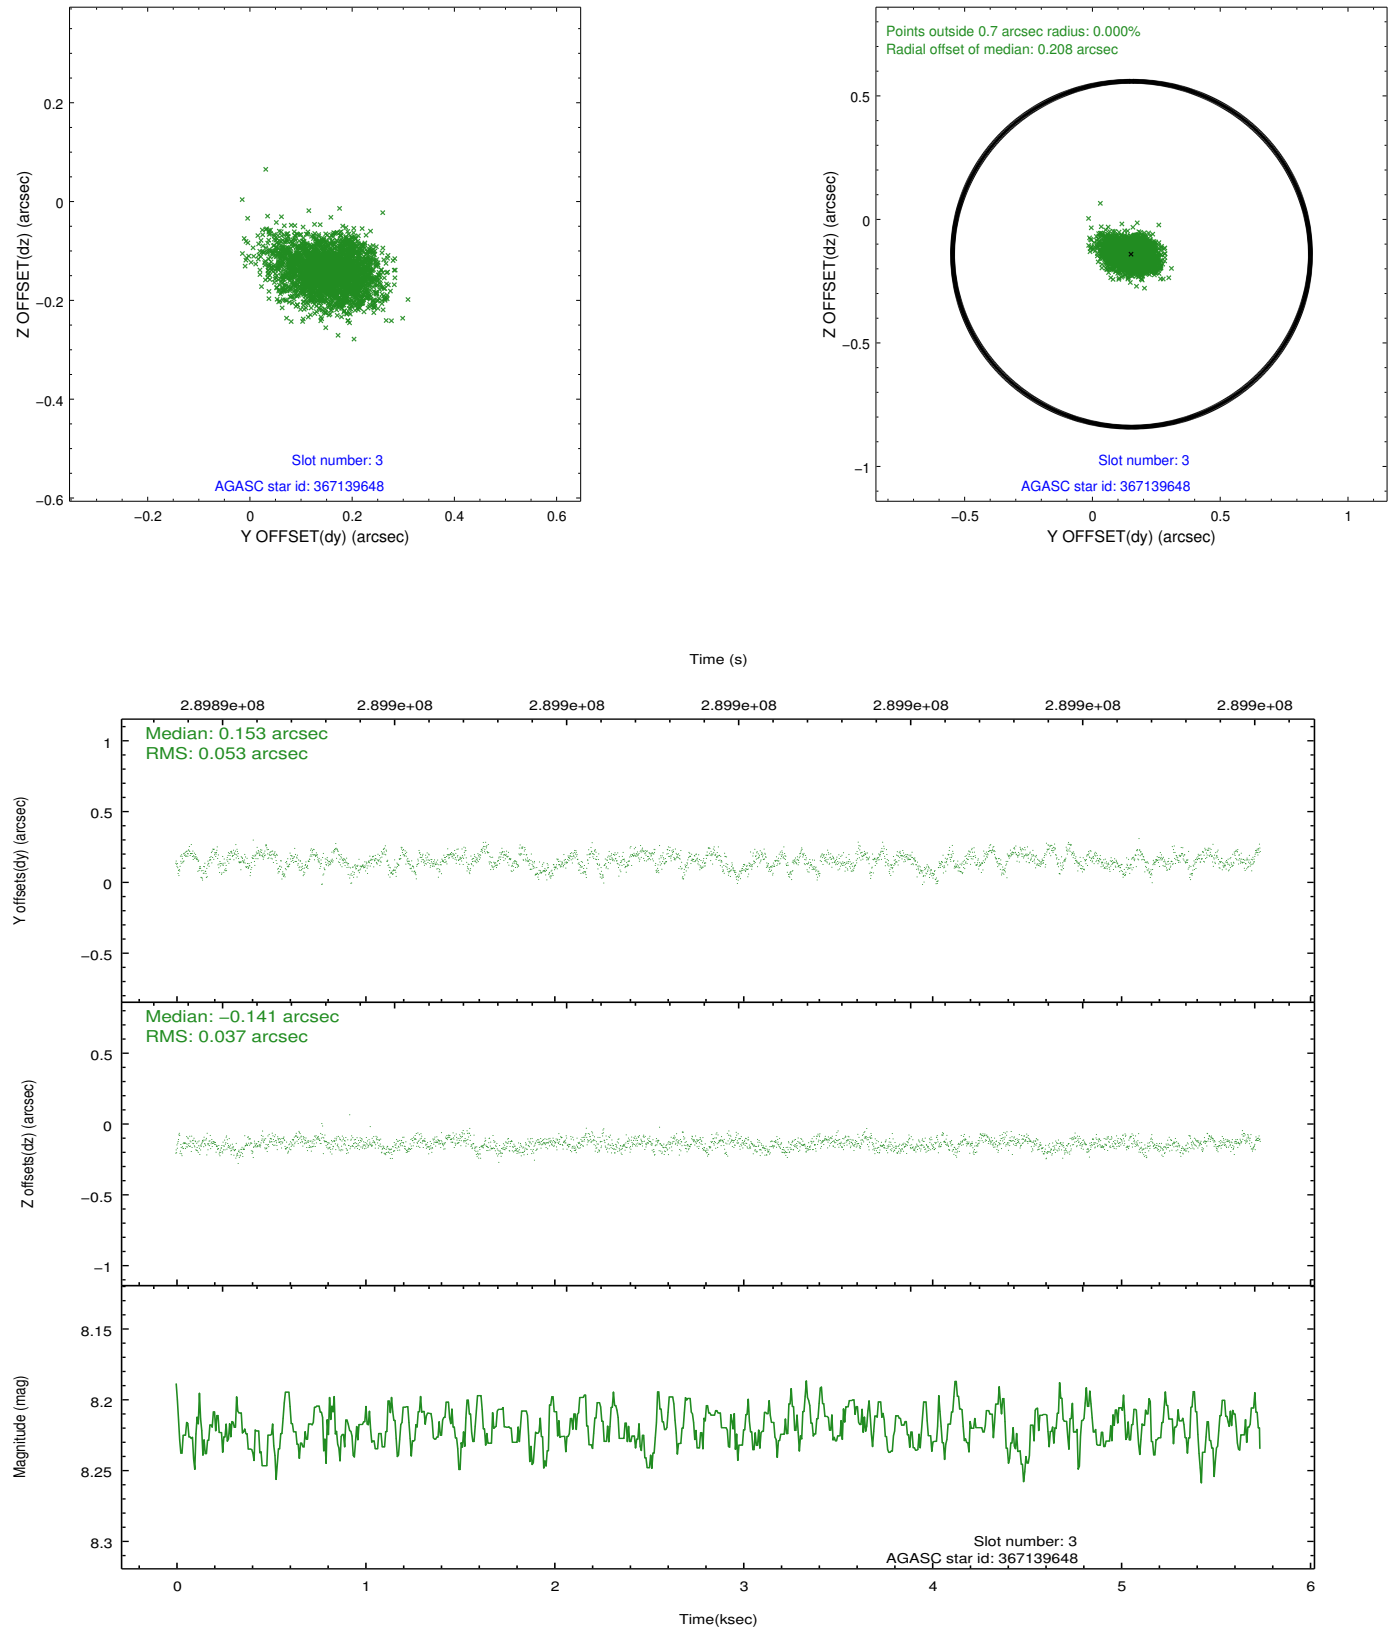 0.2
0
−0.2
−0.4
−0.6
Z OFFSET(dz) (arcsec)
Slot number: 3
AGASC star id: 367139648
−0.2
0
0.2
0.4
0.6
Y OFFSET(dy) (arcsec)
Points outside 0.7 arcsec radius: 0.000%
Radial offset of median: 0.208 arcsec
0.5
0
−0.5
−1
Z OFFSET(dz) (arcsec)
Slot number: 3
AGASC star id: 367139648
−0.5
0
0.5
1
Y OFFSET(dy) (arcsec)
Time (s)
2.8989e+08
2.899e+08
2.899e+08
2.899e+08
2.899e+08
2.899e+08
2.899e+08
Median: 0.153 arcsec
RMS: 0.053 arcsec
1
0.5
0
−0.5
Y offsets(dy) (arcsec)
Median: −0.141 arcsec
RMS: 0.037 arcsec
0.5
0
−0.5
−1
Z offsets(dz) (arcsec)
8.15
8.2
8.25
8.3
Magnitude (mag)
Slot number: 3
AGASC star id: 367139648
0
1
2
3
4
5
6
Time(ksec)